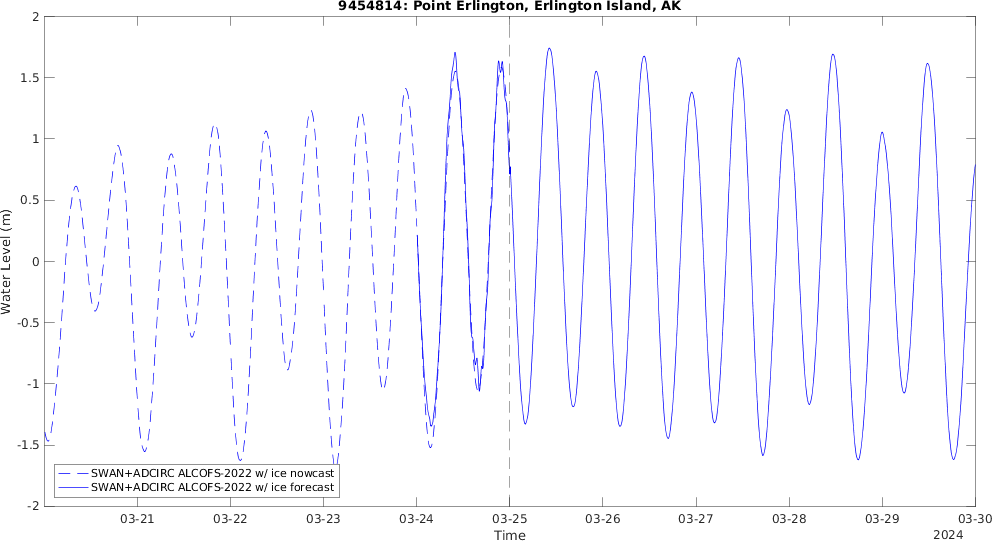 9454814: Point Erlington, Erlington Island, AK
2
1.5
1
0.5
0
-0.5
-1
-1.5
-2
Water Level (m)
SWAN+ADCIRC ALCOFS-2022 w/ ice nowcast
SWAN+ADCIRC ALCOFS-2022 w/ ice forecast
03-21 03-22 03-23 03-24 03-25 03-26 03-27 03-28 03-29 03-30
Time
2024